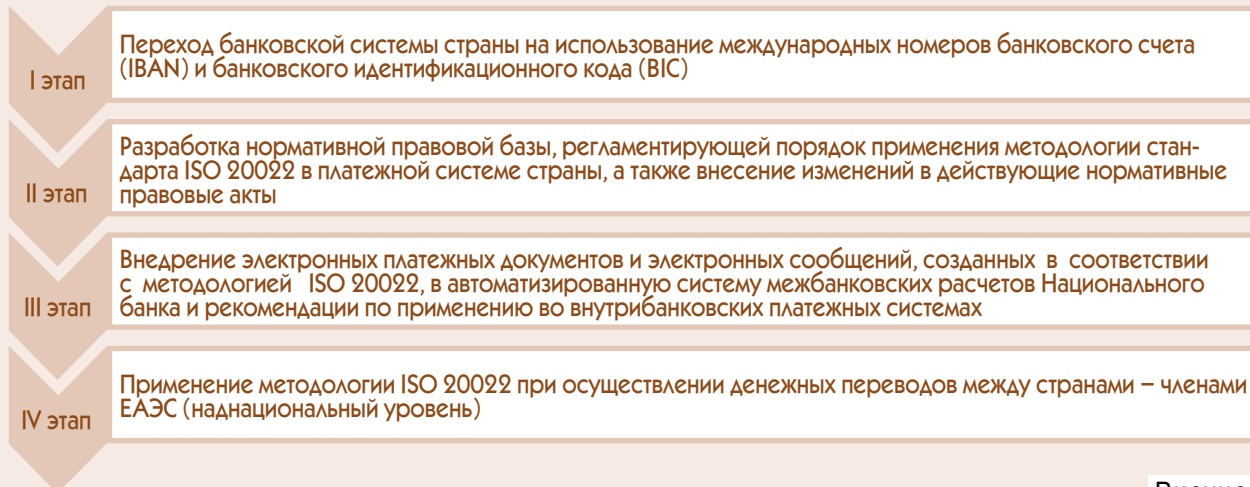 Переход банковской системы страны на использование международных номеров банковского счета
(IBAN) и банковского идентификационного кода (BIC)
I этап
Разработка нормативной правовой базы, регламентирующей порядок применения методологии стан-
дарта ISO 20022 в платежной системе страны, а также внесение изменений в действующие нормативные
правовые акты
II этап
Внедрение электронных платежных документов и электронных сообщений, созданных в соответствии
с методологией ISO 20022, в автоматизированную систему межбанковских расчетов Национального
банка и рекомендации по применению во внутрибанковских платежных системах
III этап
Применение методологии ISO 20022 при осуществлении денежных переводов между странами – членами
ЕАЭС (наднациональный уровень)
IV этап